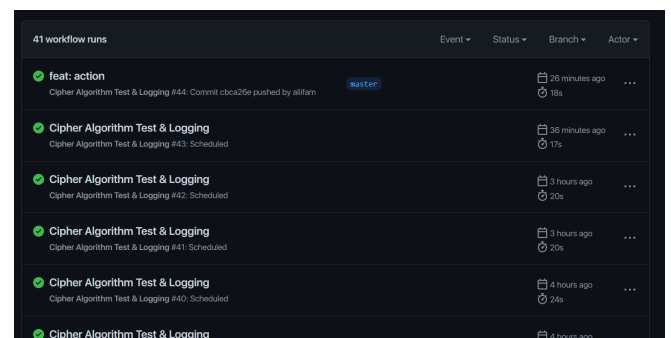 41 workflow runs Event Status Branch Actor
feat: action
Cipher Algorithm Test & Logging #44: Commit cbca26e pushed by alifam
master
26 minutes ago
18s
Cipher Algorithm Test & Logging
Cipher Algorithm Test & Logging #43: Scheduled
36 minutes ago
17s
Cipher Algorithm Test & Logging
Cipher Algorithm Test & Logging #42: Scheduled
3 hours ago
20s
Cipher Algorithm Test & Logging
Cipher Algorithm Test & Logging #41: Scheduled
3 hours ago
20s
Cipher Algorithm Test & Logging
Cipher Algorithm Test & Logging #40: Scheduled
4 hours ago
24s
Cipher Algorithm Test & Logging
4 hours ago